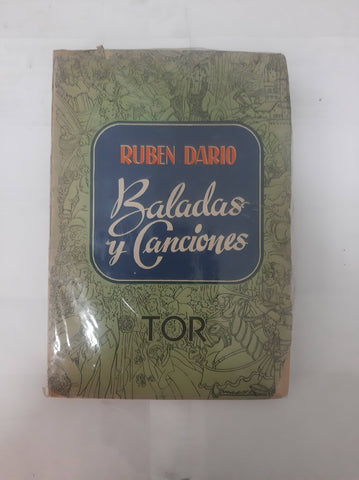 RUBEN DARIO
Baladas
y Canciones
TOR